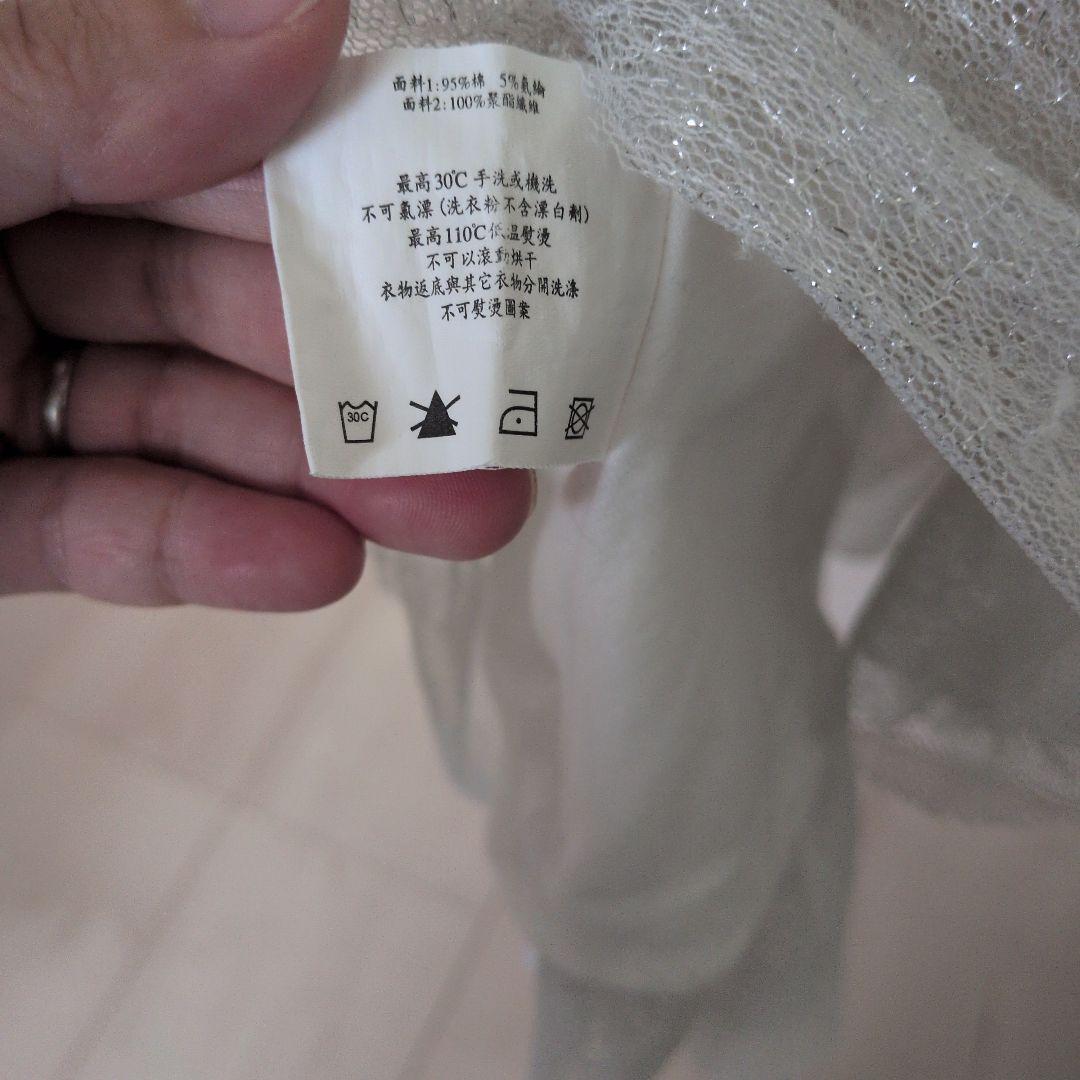 面料1:95%棉 5%氨綸
面料2:100%聚酯纖維
最高30℃ 手洗或機洗
不可氯漂(洗衣粉不含漂白劑)
最高110℃低温熨燙
不可以滾動烘干
衣物返底與其它衣物分開洗滌
不可熨燙圖案
30C